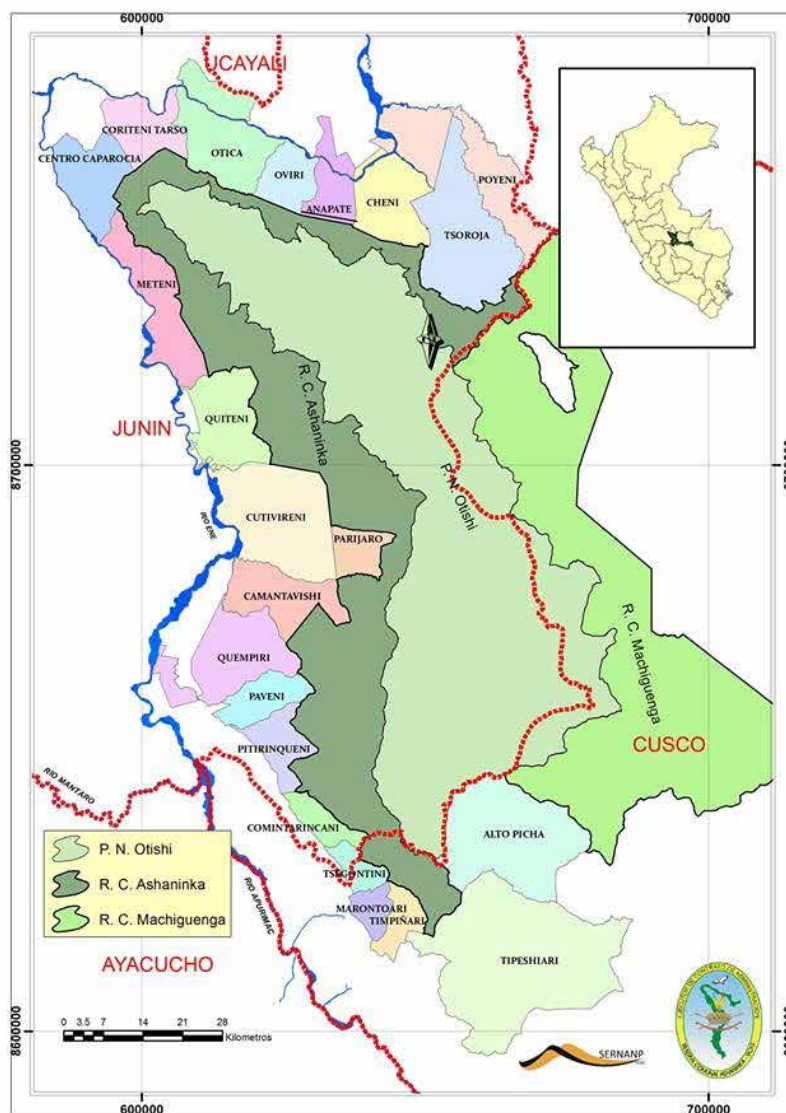 600000
700000
UCAYALI
CORITENI TARSO
CENTRO CAPAROCIA
OTICA
OVIRI
ANAPATE
CHENI
POYENI
TSOROJA
METENI
JUNIN
QUITENI
R. C. Ashaninka
8700000
P. N. Otishi
RIO ENE
CUTIVIRENI
PARIJARO
CAMANTAVISHI
QUEMPIRI
R. C. Machiguenga
PAVENI
PITIRINQUENI
CUSCO
RIO MANTARO
COMINTARINCANI
ALTO PICHA
TSEGONTINI
P. N. Otishi
R. C. Ashaninka
R. C. Machiguenga
RIO APURIMAC
MARONTOARI
TIMPIÑARI
TIPESHIARI
AYACUCHO
0 3.5 7 14 21 28
Kilometros
8600000
SERNANP
600000
700000